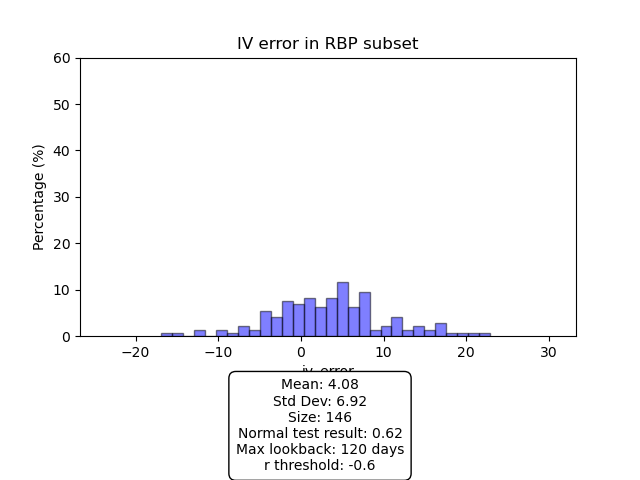 IV error in RBP subset
60
50
40
30
20
10
0
Percentage (%)
−20 −10 0 10 20 30
iv_error
Mean: 4.08
Std Dev: 6.92
Size: 146
Normal test result: 0.62
Max lookback: 120 days
r threshold: -0.6